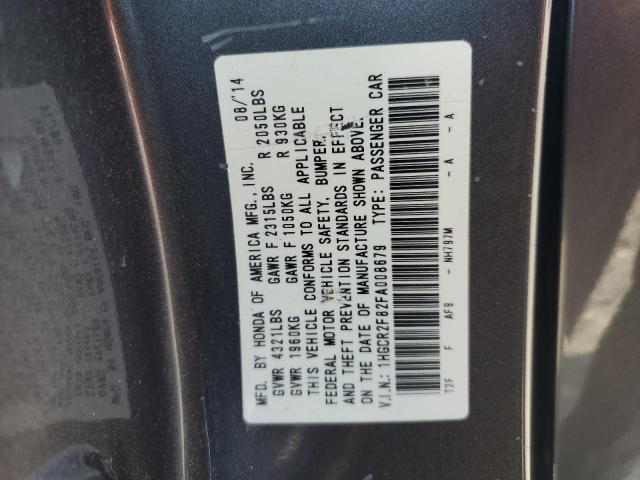 MFD. BY HONDA OF AMERICA MFG., INC. 08/'14
GVWR 4321LBS GAWR F 2315LBS R 2050LBS
GVWR 1960KG GAWR F 1050KG R 930KG
THIS VEHICLE CONFORMS TO ALL APPLICABLE
FEDERAL MOTOR VEHICLE SAFETY, BUMPER,
AND THEFT PREVENTION STANDARDS IN EFFECT
ON THE DATE OF MANUFACTURE SHOWN ABOVE.
V.I.N.: 1HGCR2F82FA008679 TYPE: PASSENGER CAR
T2F F AF9 - NH797M - A - A